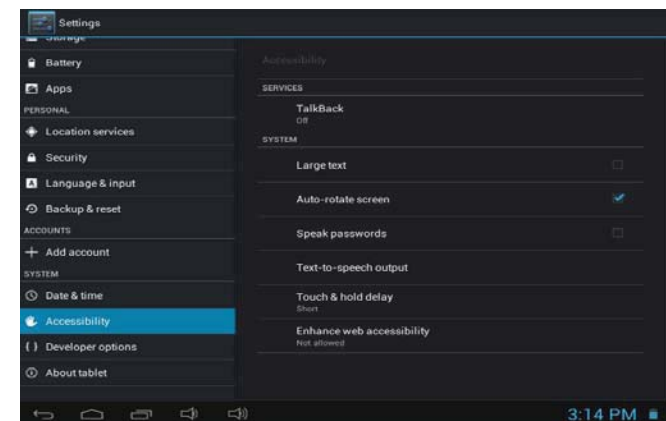 Settings
Storage
Battery
Apps
PERSONAL
Location services
Security
Language & input
Backup & reset
ACCOUNTS
Add account
SYSTEM
Date & time
Accessibility
Developer options
About tablet
Accessibility
SERVICES
TalkBack
Off
SYSTEM
Large text
Auto-rotate screen
Speak passwords
Text-to-speech output
Touch & hold delay
Short
Enhance web accessibility
Not allowed
3:14 PM